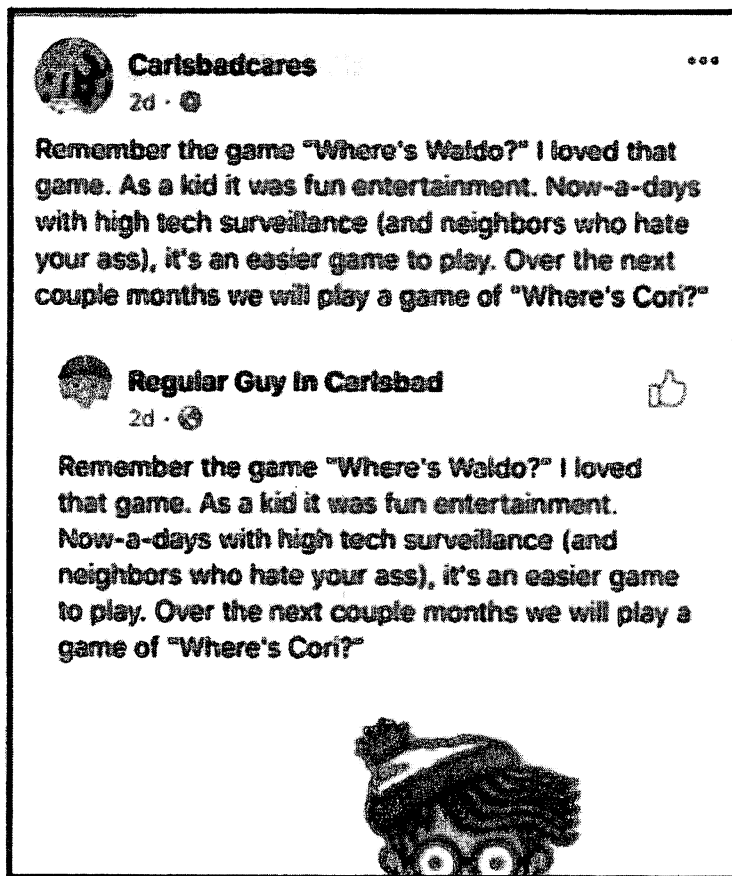 Carlsbadcares
2d ·
Remember the game "Where's Waldo?" I loved that
game. As a kid it was fun entertainment. Now-a-days
with high tech surveillance (and neighbors who hate
your ass), it's an easier game to play. Over the next
couple months we will play a game of "Where's Cori?"
Regular Guy In Carlsbad
2d ·
Remember the game "Where's Waldo?" I loved
that game. As a kid it was fun entertainment.
Now-a-days with high tech surveillance (and
neighbors who hate your ass), it's an easier game
to play. Over the next couple months we will play a
game of "Where's Cori?"